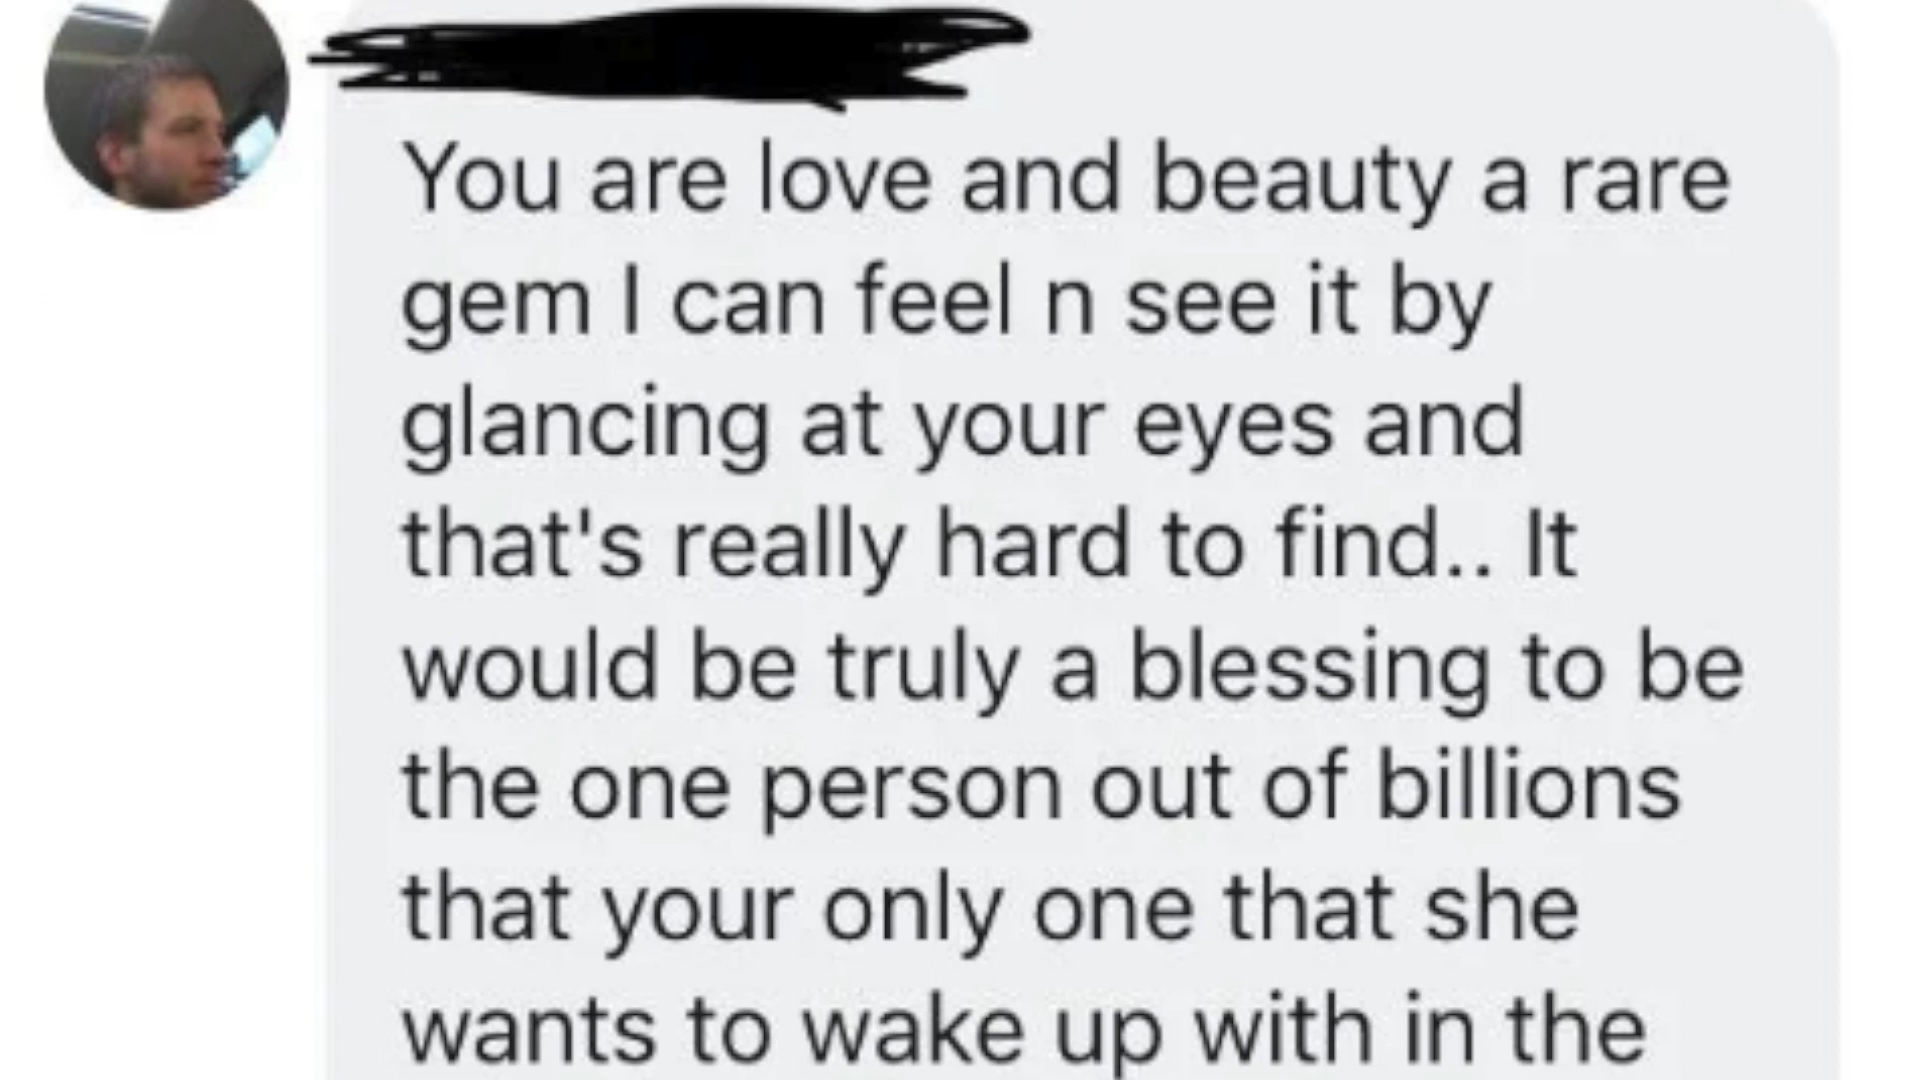 You are love and beauty a rare
gem I can feel n see it by
glancing at your eyes and
that's really hard to find.. It
would be truly a blessing to be
the one person out of billions
that your only one that she
wants to wake up with in the